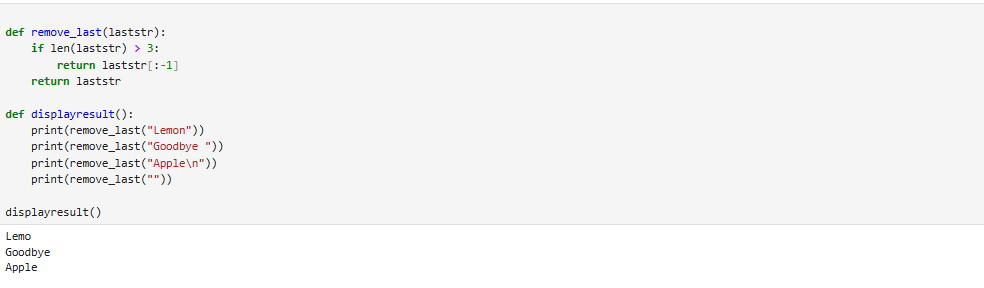 def remove_last(laststr):
    if len(laststr) > 3:
        return laststr[:-1]
    return laststr
def displayresult():
    print(remove_last("Lemon"))
    print(remove_last("Goodbye "))
    print(remove_last("Apple\n"))
    print(remove_last(""))
displayresult()
Lemo
Goodbye
Apple